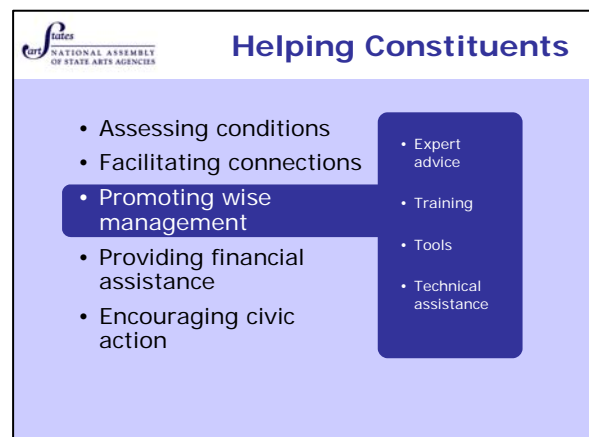 States
art
NATIONAL ASSEMBLY
OF STATE ARTS AGENCIES
Helping Constituents
• Assessing conditions
• Facilitating connections
• Promoting wise
management
• Providing financial
assistance
• Encouraging civic
action
• Expert
advice
• Training
• Tools
• Technical
assistance